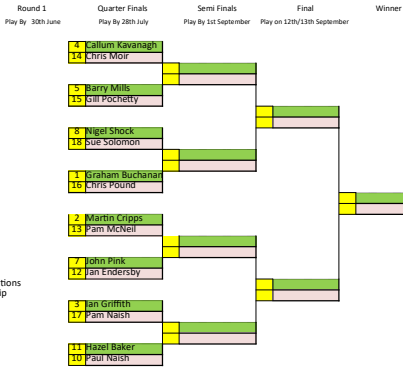 Round 1 Quarter Finals Semi Finals Final Winner
Play By 30th June Play By 28th July Play By 1st September Play on 12th/13th September
4 Callum Kavanagh
14 Chris Moir
5 Barry Mills
15 Gill Pochetty
8 Nigel Shock
18 Sue Solomon
1 Graham Buchanan
16 Chris Pound
2 Martin Cripps
13 Pam McNeil
7 John Pink
12 Jan Endersby
tions
ip
3 Ian Griffith
17 Pam Naish
11 Hazel Baker
10 Paul Naish